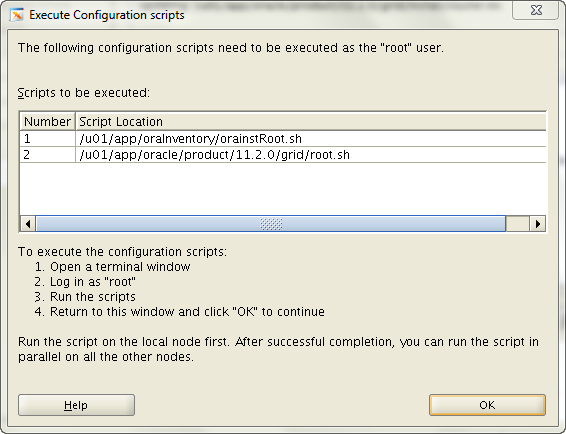 Execute Configuration scripts
The following configuration scripts need to be executed as the "root" user.
Scripts to be executed:
Number Script Location
1 /u01/app/oraInventory/orainstRoot.sh
2 /u01/app/oracle/product/11.2.0/grid/root.sh
To execute the configuration scripts:
1. Open a terminal window
2. Log in as "root"
3. Run the scripts
4. Return to this window and click "OK" to continue
Run the script on the local node first. After successful completion, you can run the script in
parallel on all the other nodes.
Help OK